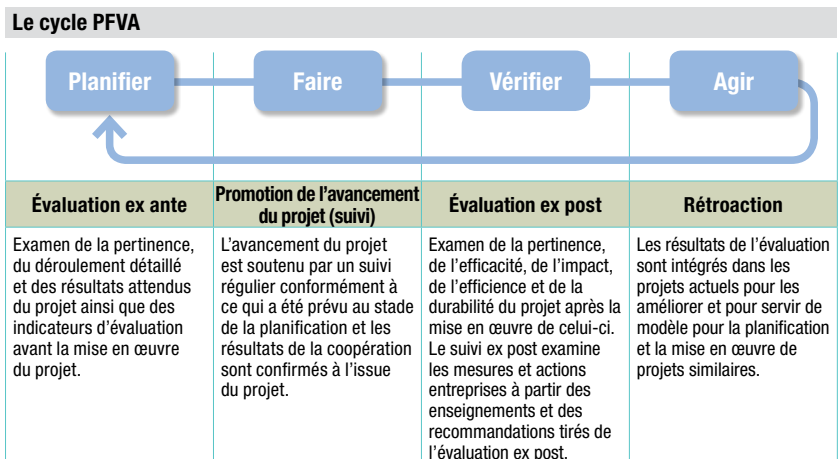 Le cycle PFVA
Planifier
Faire
Vérifier
Agir
Évaluation ex ante
Examen de la pertinence,
du déroulement détaillé
et des résultats attendus
du projet ainsi que des
indicateurs d’évaluation
avant la mise en œuvre
du projet.
Promotion de l’avancement
du projet (suivi)
L’avancement du projet
est soutenu par un suivi
régulier conformément à
ce qui a été prévu au stade
de la planification et les
résultats de la coopération
sont confirmés à l’issue
du projet.
Évaluation ex post
Examen de la pertinence,
de l’efficacité, de l’impact,
de l’efficience et de la
durabilité du projet après la
mise en œuvre de celui-ci.
Le suivi ex post examine
les mesures et actions
entreprises à partir des
enseignements et des
recommandations tirés de
l’évaluation ex post.
Rétroaction
Les résultats de l’évaluation
sont intégrés dans les
projets actuels pour les
améliorer et pour servir de
modèle pour la planification
et la mise en œuvre de
projets similaires.